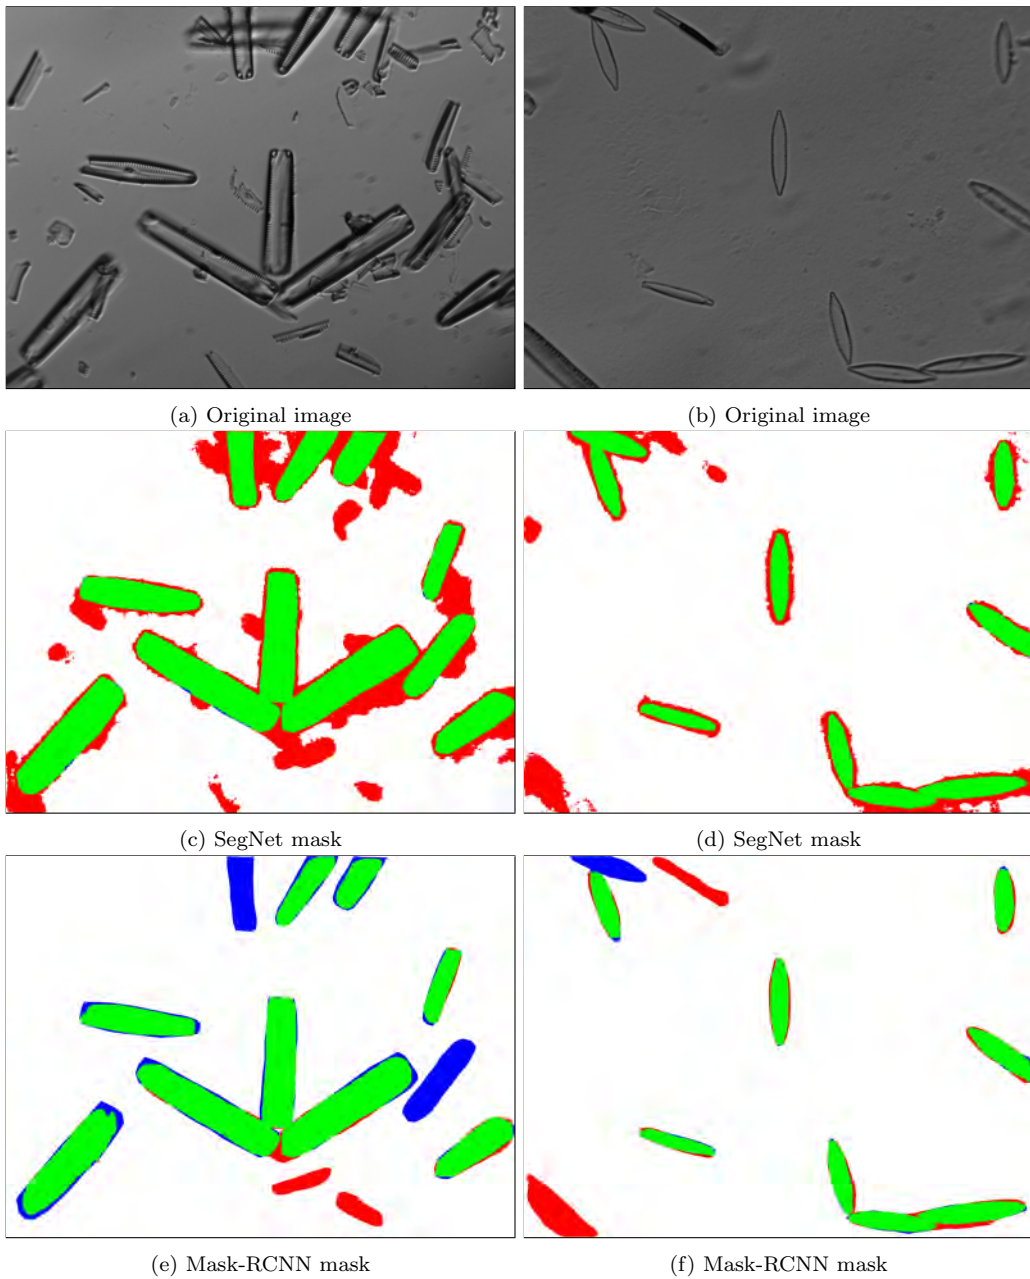 (a) Original image
(b) Original image
(c) SegNet mask
(d) SegNet mask
(e) Mask-RCNN mask
(f) Mask-RCNN mask